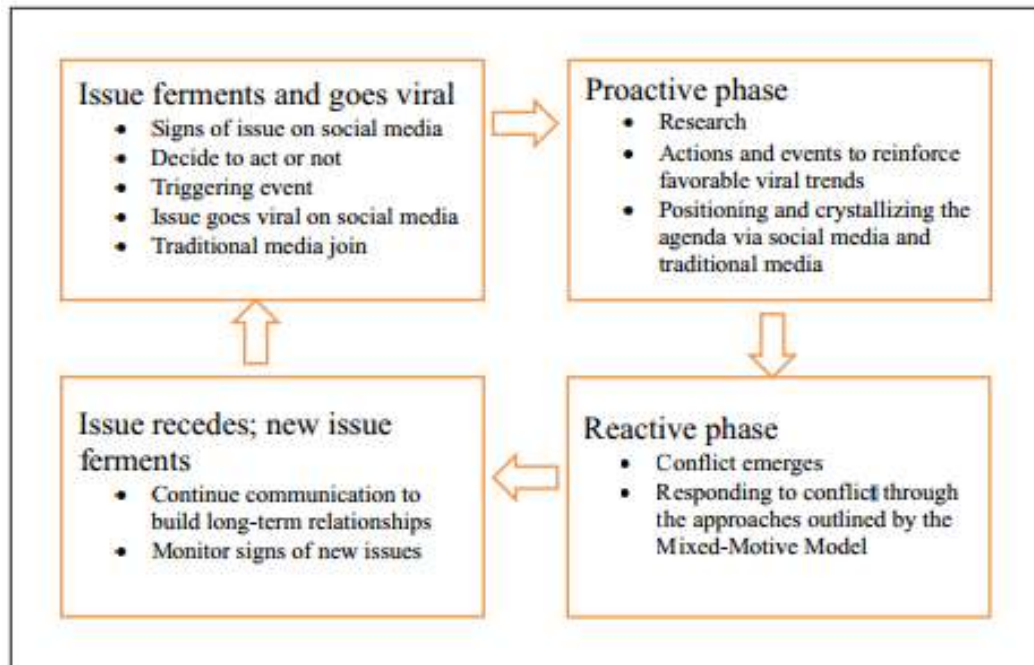 Issue ferments and goes viral
• Signs of issue on social media
• Decide to act or not
• Triggering event
• Issue goes viral on social media
• Traditional media join
Proactive phase
• Research
• Actions and events to reinforce
favorable viral trends
• Positioning and crystallizing the
agenda via social media and
traditional media
Reactive phase
• Conflict emerges
• Responding to conflict through
the approaches outlined by the
Mixed-Motive Model
Issue recedes; new issue
ferments
• Continue communication to
build long-term relationships
• Monitor signs of new issues